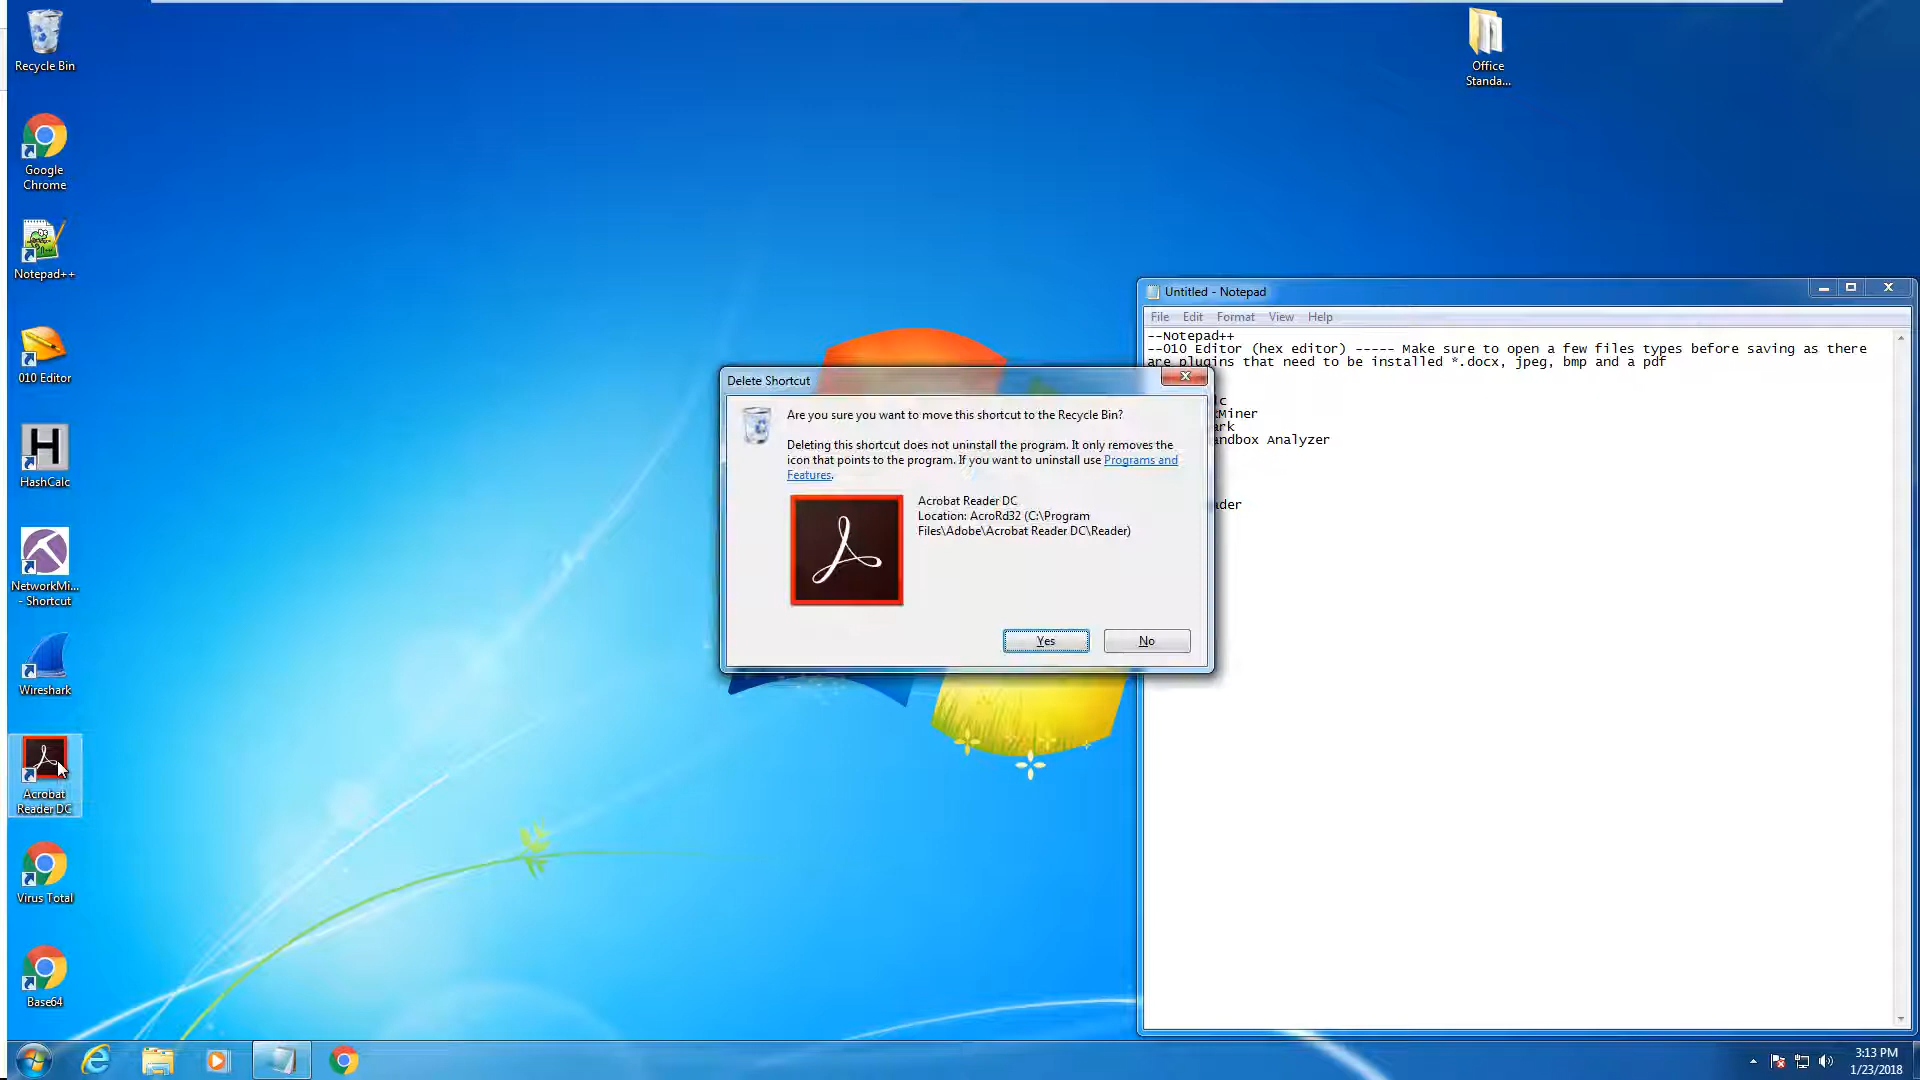 Recycle Bin
Google
Chrome
Notepad++
010 Editor
HashCalc
NetworkMi...
- Shortcut
Wireshark
Acrobat
Reader DC
Virus Total
Base64
Office
Standa...
Delete Shortcut
Are you sure you want to move this shortcut to the Recycle Bin?
Deleting this shortcut does not uninstall the program. It only removes the
icon that points to the program. If you want to uninstall use Programs and
Features.
Acrobat Reader DC
Location: AcroRd32 (C:\Program
Files\Adobe\Acrobat Reader DC\Reader)
Yes
No
Untitled - Notepad
File Edit Format View Help
--Notepad++
--010 Editor (hex editor) ----- Make sure to open a few files types before saving as there
are plugins that need to be installed *.docx, jpeg, bmp and a pdf
lc
Miner
ark
andbox Analyzer
ader
3:13 PM
1/23/2018